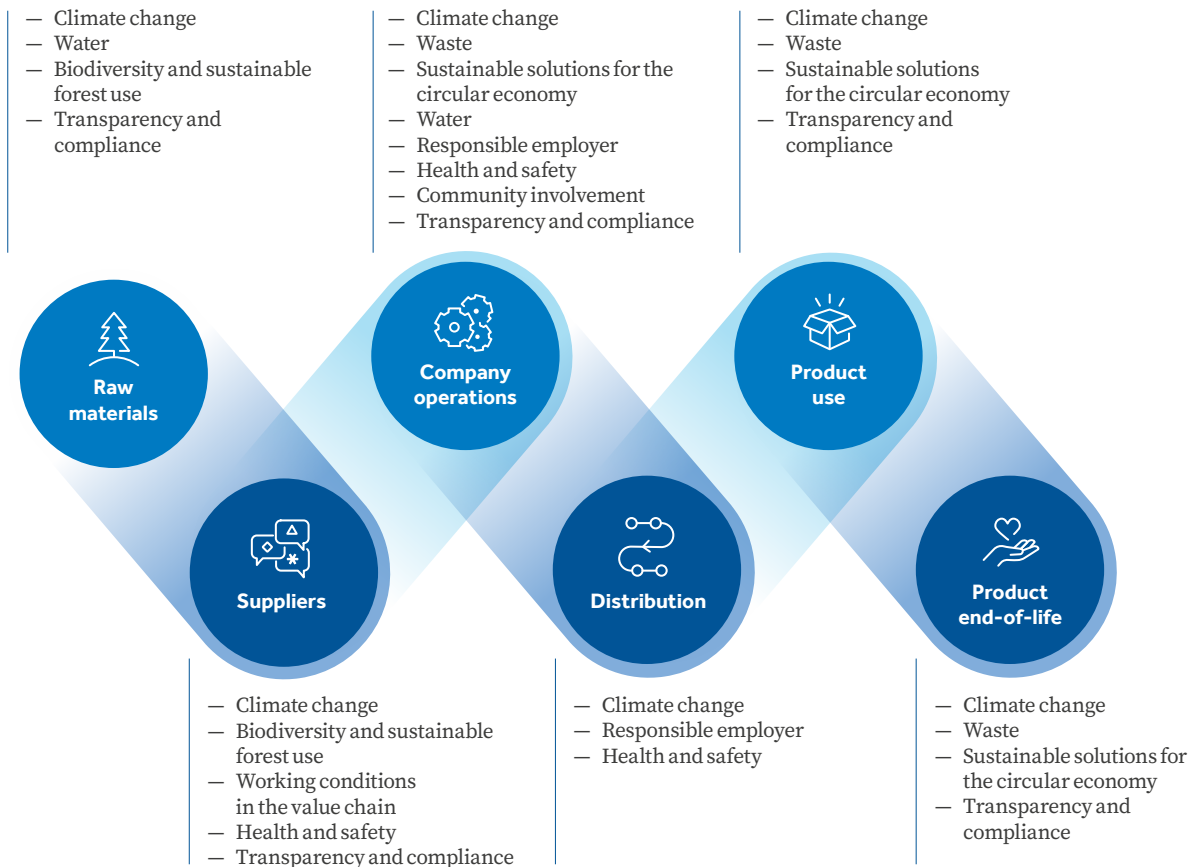 — Climate change
— Water
— Biodiversity and sustainable
forest use
— Transparency and
compliance
— Climate change
— Waste
— Sustainable solutions for the
circular economy
— Water
— Responsible employer
— Health and safety
— Community involvement
— Transparency and compliance
— Climate change
— Waste
— Sustainable solutions
for the circular economy
— Transparency and
compliance
Raw
materials
Company
operations
Product
use
Suppliers
Distribution
Product
end-of-life
— Climate change
— Biodiversity and sustainable
forest use
— Working conditions
in the value chain
— Health and safety
— Transparency and compliance
— Climate change
— Responsible employer
— Health and safety
— Climate change
— Waste
— Sustainable solutions for
the circular economy
— Transparency and
compliance